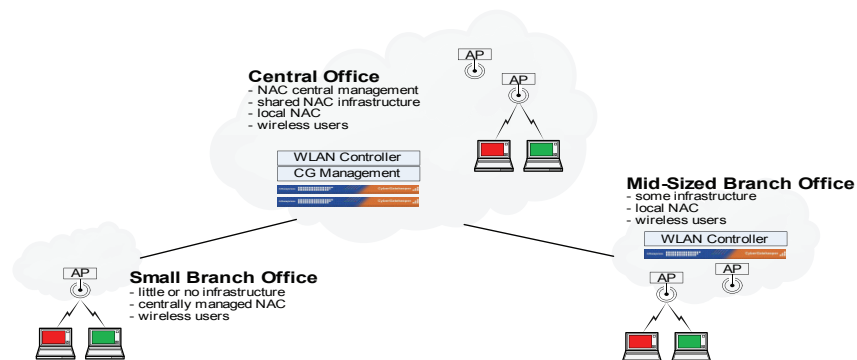 AP
AP
Central Office
- NAC central management
- shared NAC infrastructure
- local NAC
- wireless users
WLAN Controller
CG Management
Mid-Sized Branch Office
- some infrastructure
- local NAC
- wireless users
WLAN Controller
AP
AP
AP
Small Branch Office
- little or no infrastructure
- centrally managed NAC
- wireless users